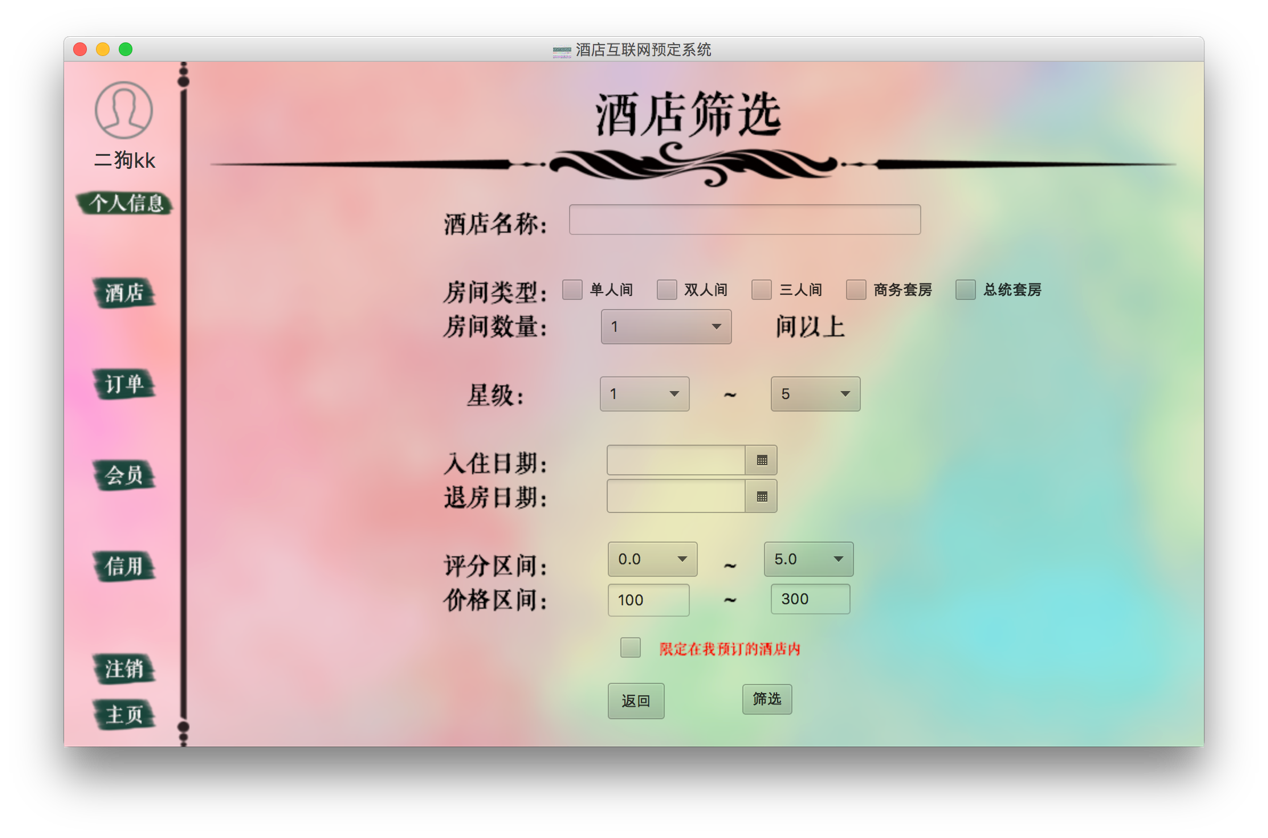 酒店互联网预定系统
二狗kk
个人信息
酒店
订单
会员
信用
注销
主页
酒店筛选
酒店名称：
房间类型： 单人间 双人间 三人间 商务套房 总统套房
房间数量： 1 间以上
星级： 1 ~ 5
入住日期：
退房日期：
评分区间： 0.0 ~ 5.0
价格区间： 100 ~ 300
限定在我预订的酒店内
返回 筛选